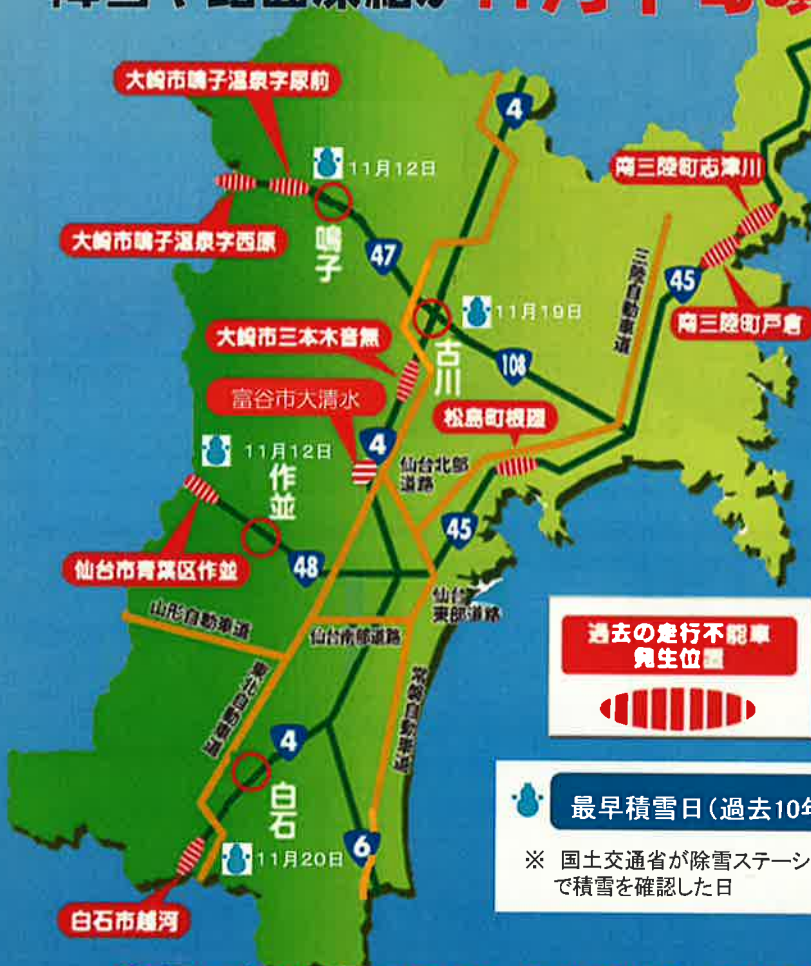 11月下旬
大崎市鳴子温泉字尿前
4
11月12日
南三陸町志津川
大崎市鳴子温泉字西原
鳴子
47
三陸自動車道
45
11月19日
南三陸町戸倉
大崎市三本木音無
古川
108
富谷市大清水
松島町根廻
4
11月12日
仙台北部
道路
作並
45
仙台市青葉区作並
48
仙台
東部道路
山形自動車道
仙台南部道路
過去の走行不能車
発生位置
東北自動車道
常磐自動車道
4
白石
最早積雪日(過去10年
6
11月20日
※ 国土交通省が除雪ステーシ
で積雪を確認した日
白石市越河